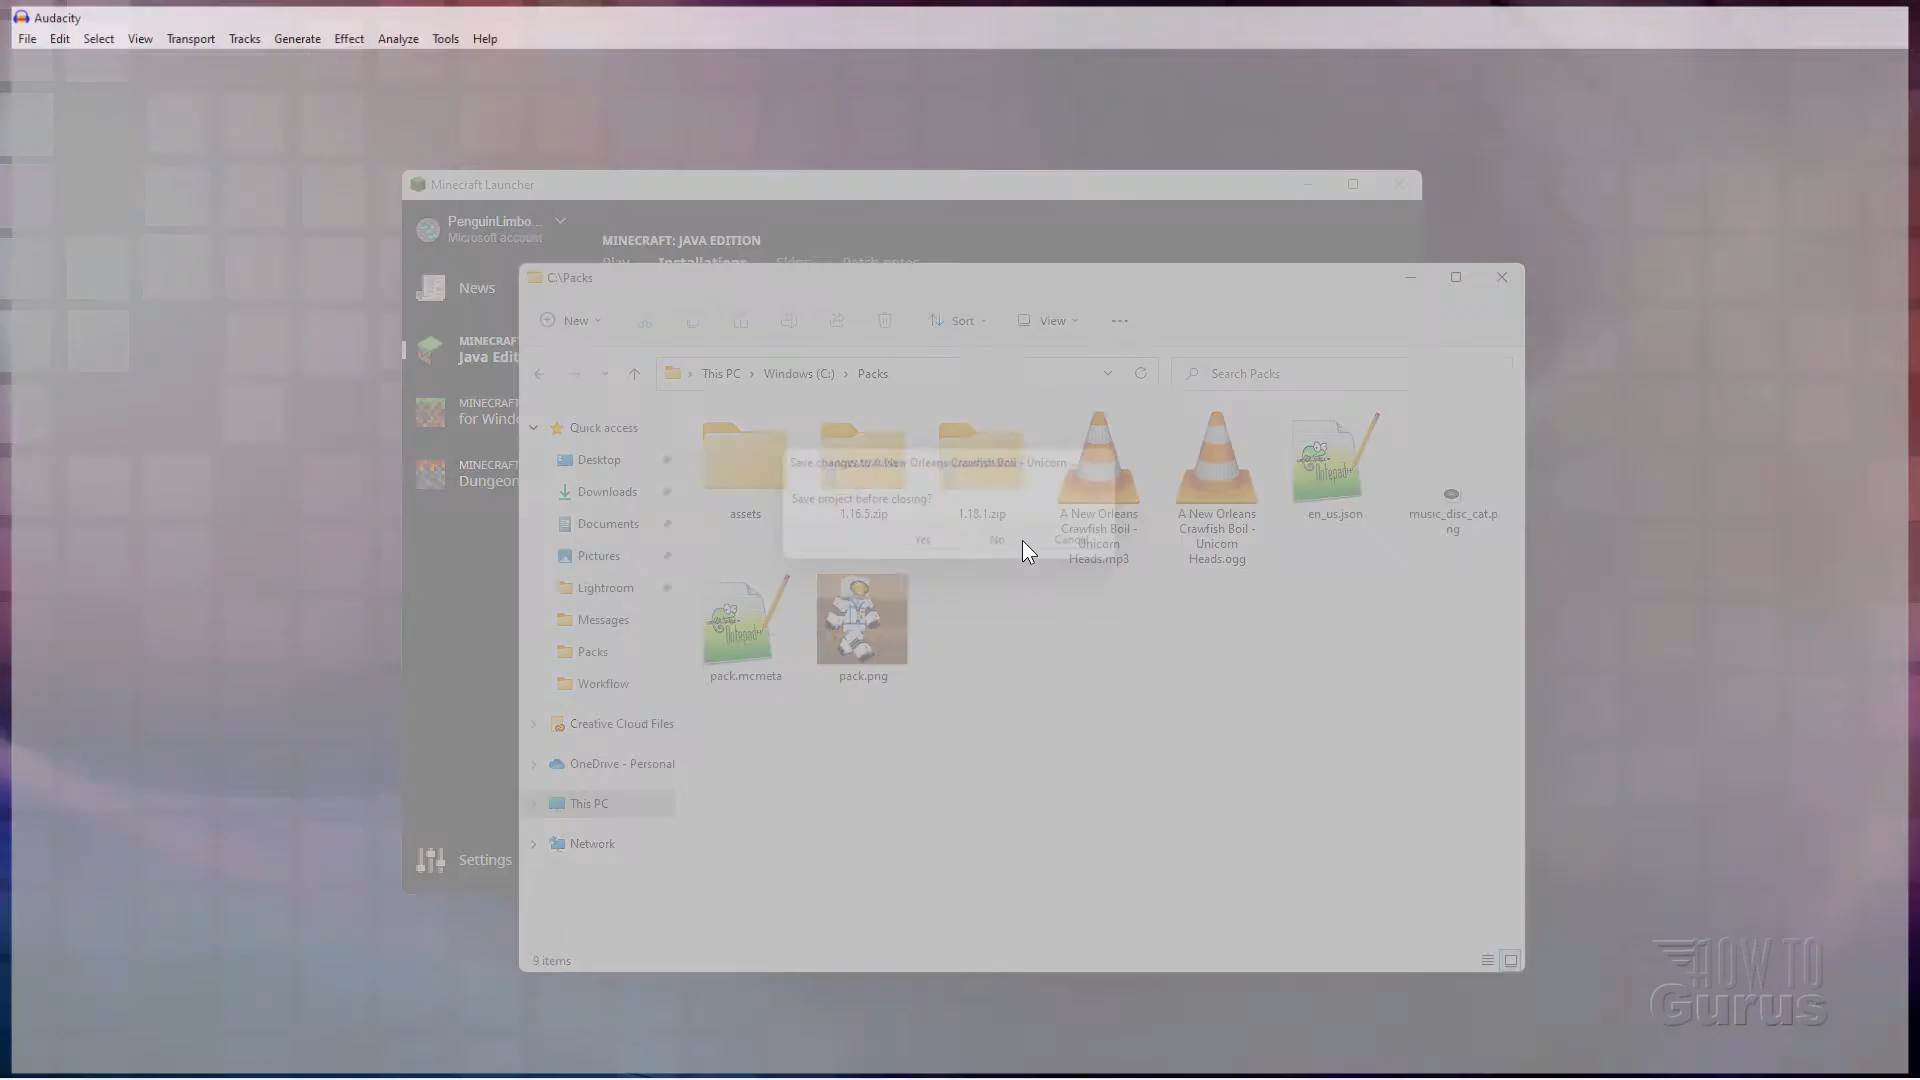 Audacity
File Edit Select View Transport Tracks Generate Effect Analyze Tools Help
Minecraft Launcher
PenguinLimbo...
Microsoft account
MINECRAFT: JAVA EDITION
Play Installations Skins Patch notes
News
MINECRAFT
Java Edit
MINECRAFT
for Windo
MINECRAFT
Dungeon
Settings
C:\Packs
New
Sort
View
This PC > Windows (C:) > Packs
Search Packs
Quick access
Desktop
Downloads
Documents
Pictures
Lightroom
Messages
Packs
Workflow
Creative Cloud Files
OneDrive - Personal
This PC
Network
assets
1.16.5.zip
1.18.1.zip
A New Orleans
Crawfish Boil -
Unicorn
Heads.mp3
A New Orleans
Crawfish Boil -
Unicorn
Heads.ogg
en_us.json
music_disc_cat.p
ng
pack.mcmeta
pack.png
Save changes to A New Orleans Crawfish Boil - Unicorn
Save project before closing?
Yes
No
Cancel
9 items
HOW TO
Gurus